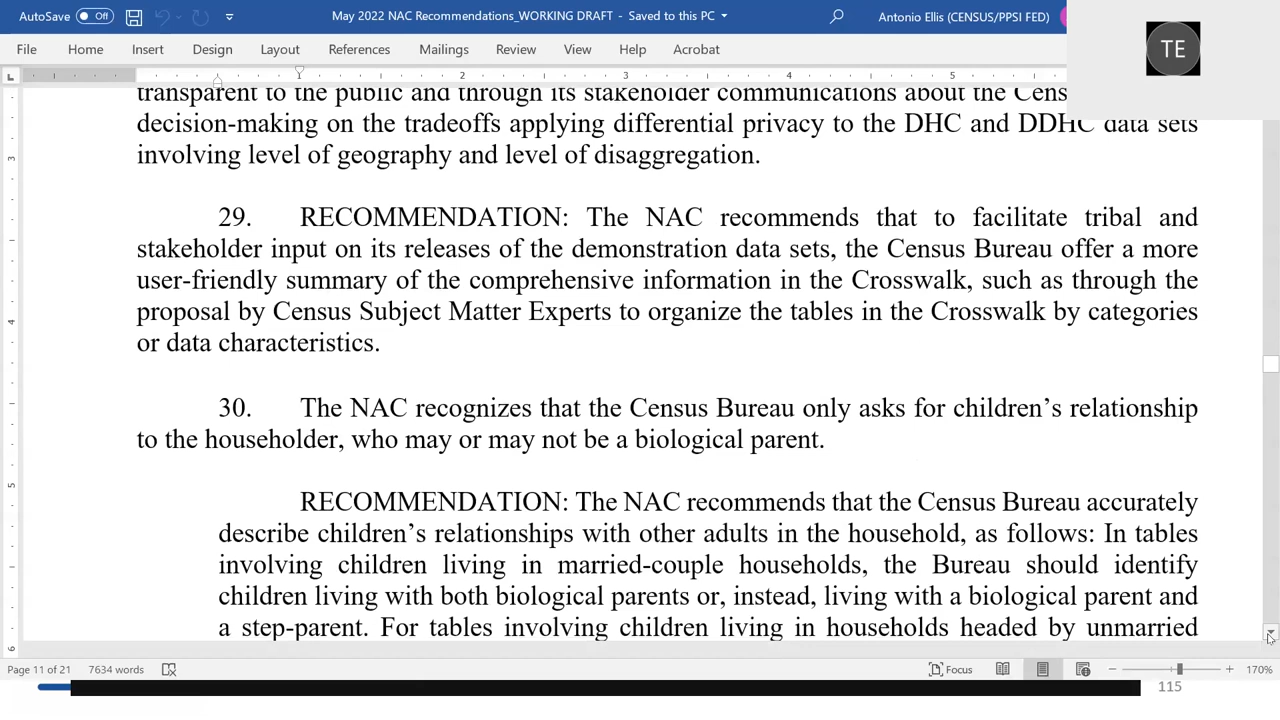 AutoSave Off May 2022 NAC Recommendations_WORKING DRAFT - Saved to this PC Antonio Ellis (CENSUS/PPSI FED)
TE
File Home Insert Design Layout References Mailings Review View Help Acrobat
1 2 3 4 5
transparent to the public and through its stakeholder communications about the
decision-making on the tradeoffs applying differential privacy to the DHC and DDHC data sets
involving level of geography and level of disaggregation.
29. RECOMMENDATION: The NAC recommends that to facilitate tribal and
stakeholder input on its releases of the demonstration data sets, the Census Bureau offer a more
user-friendly summary of the comprehensive information in the Crosswalk, such as through the
proposal by Census Subject Matter Experts to organize the tables in the Crosswalk by categories
or data characteristics.
30. The NAC recognizes that the Census Bureau only asks for children’s relationship
to the householder, who may or may not be a biological parent.
RECOMMENDATION: The NAC recommends that the Census Bureau accurately
describe children’s relationships with other adults in the household, as follows: In tables
involving children living in married-couple households, the Bureau should identify
children living with both biological parents or, instead, living with a biological parent and
a step-parent. For tables involving children living in households headed by unmarried
3
4
5
6
Page 11 of 21 7634 words Focus 170%
115